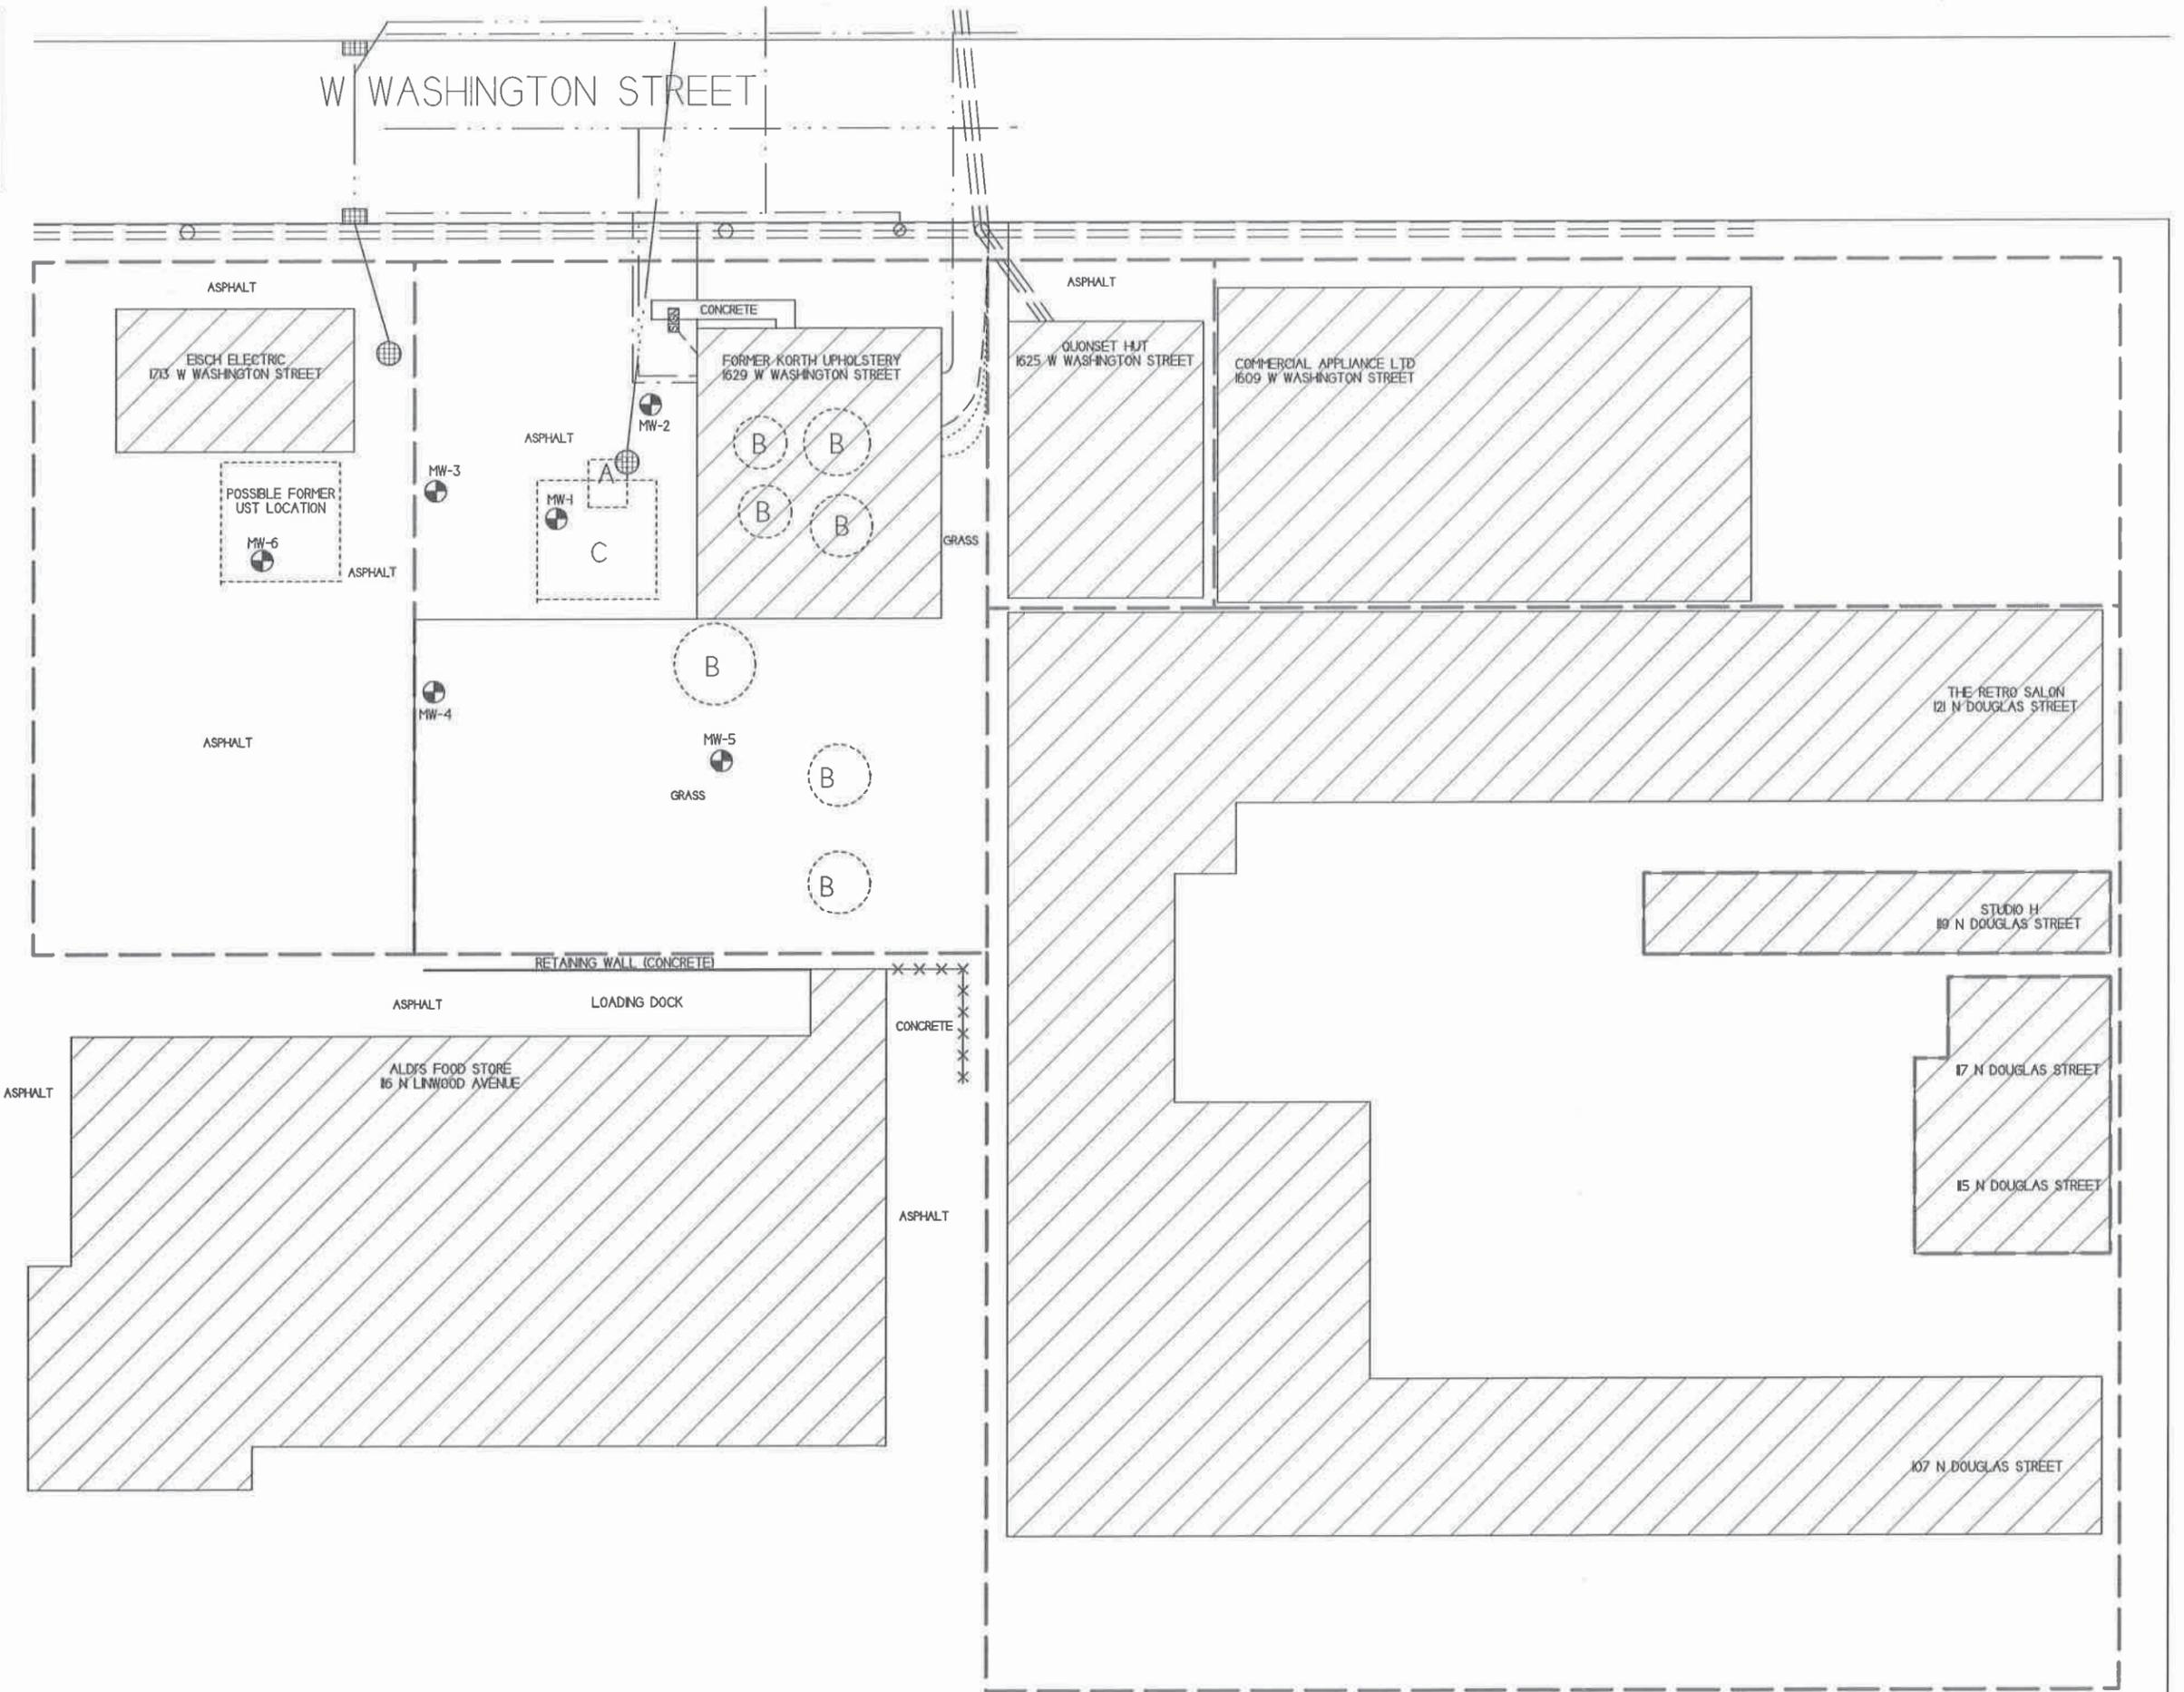 W WASHINGTON STREET
ASPHALT
ASPHALT
CONCRETE
SIGN
EISCH ELECTRIC
1713 W WASHINGTON STREET
FORMER KORTH UPHOLSTERY
1629 W WASHINGTON STREET
QUONSET HUT
1625 W WASHINGTON STREET
COMMERCIAL APPLIANCE LTD
1609 W WASHINGTON STREET
MW-2
ASPHALT
B
B
MW-3
A
POSSIBLE FORMER
UST LOCATION
MW-1
B
B
MW-6
C
GRASS
ASPHALT
B
THE RETRO SALON
121 N DOUGLAS STREET
MW-4
ASPHALT
MW-5
B
GRASS
B
STUDIO H
119 N DOUGLAS STREET
RETAINING WALL (CONCRETE)
ASPHALT
LOADING DOCK
CONCRETE
ALDI'S FOOD STORE
116 N LINWOOD AVENUE
117 N DOUGLAS STREET
ASPHALT
115 N DOUGLAS STREET
ASPHALT
107 N DOUGLAS STREET